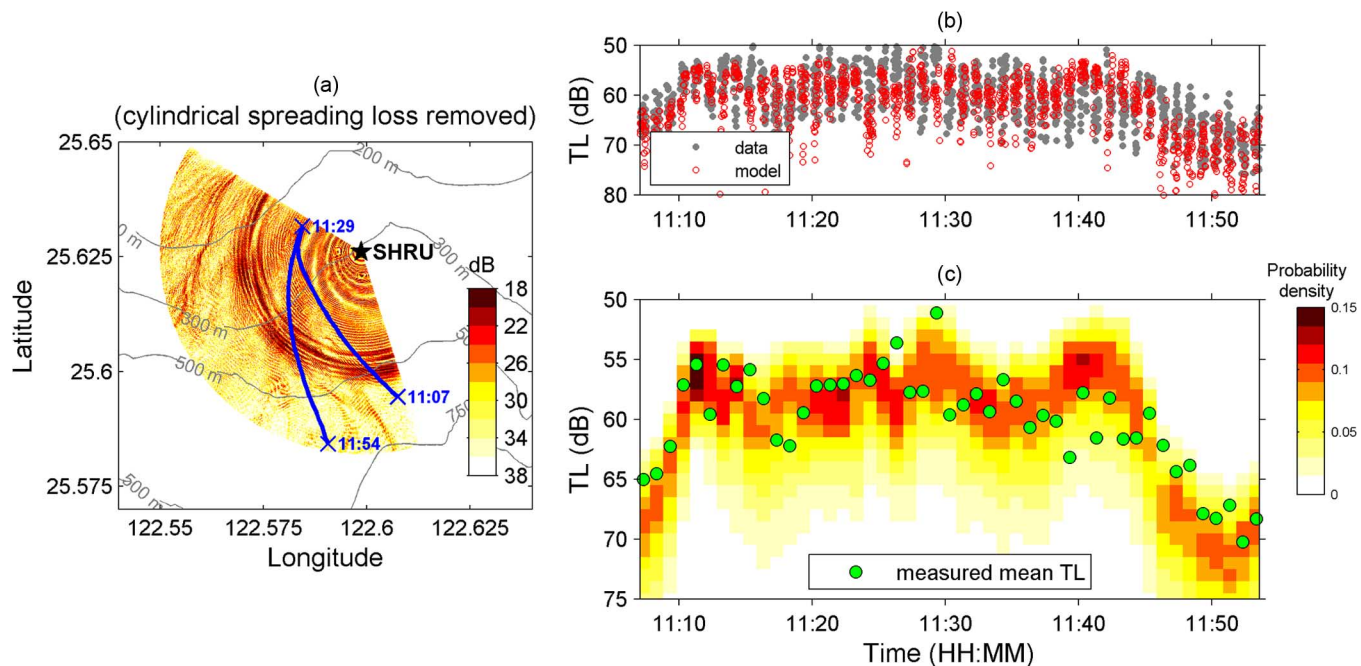 (a)
(cylindrical spreading loss removed)
25.65
25.625
25.6
25.575
Latitude
200 m
300 m
300 m
500 m
500 m
11:29
SHRU
11:07
11:54
dB
18
22
26
30
34
38
122.55 122.575 122.6 122.625
Longitude
(b)
50
60
70
80
TL (dB)
data
model
11:10 11:20 11:30 11:40 11:50
(c)
Probability
density
0.15
0.1
0.05
0
50
55
60
65
70
75
TL (dB)
measured mean TL
11:10 11:20 11:30 11:40 11:50
Time (HH:MM)